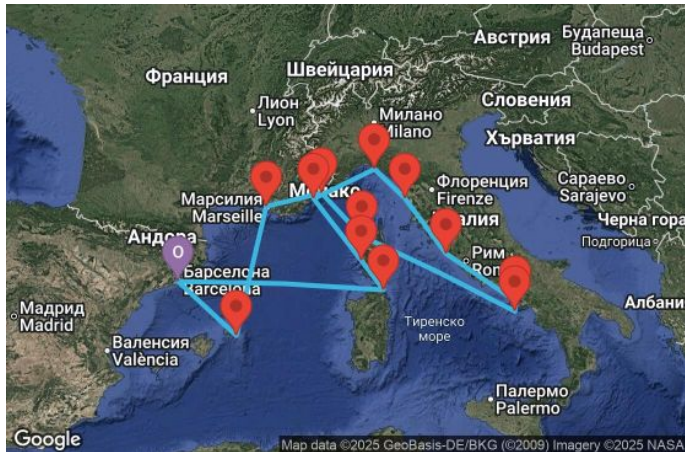 Австрия
Будапеща
Budapest
Швейцария
Франция
Словения
Лион
Lyon
Милано
Milano
Хърватия
Монако
Флоренция
Firenze
Сараево
Sarajevo
Марсилия
Marseille
Италия
Черна гора
Подгорица
Андора
О
Рим
Барселона
Barcelona
Мадрид
Madrid
Албани
Валенсия
València
Тиренско
море
Палермо
Palermo
Google
Map data ©2025 GeoBasis-DE/BKG (©2009) Imagery ©2025 NASA